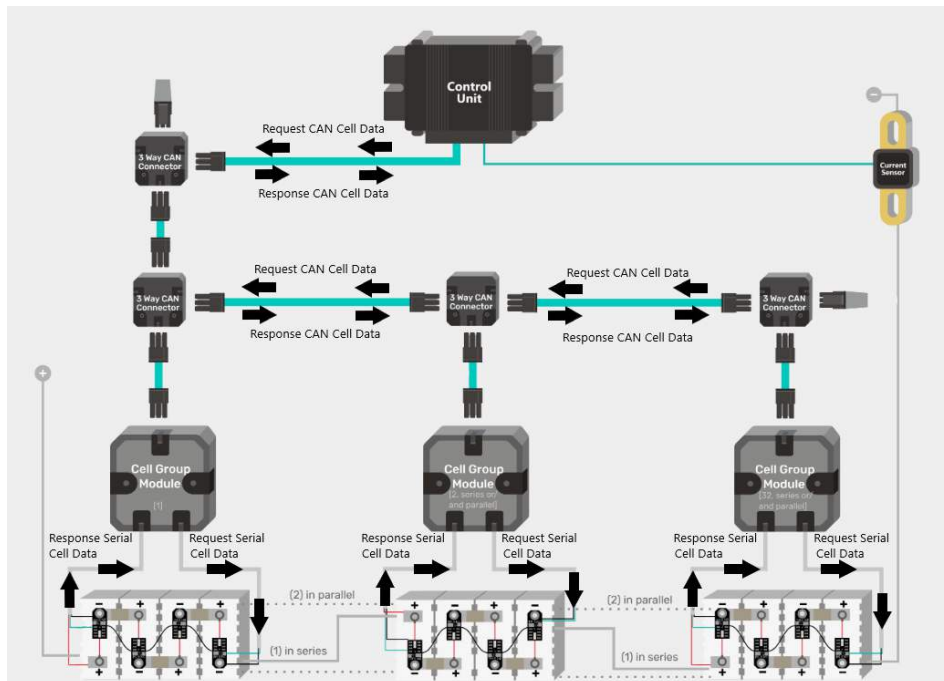 Control
Unit
Request CAN Cell Data
3 Way CAN
Connector
Response CAN Cell Data
Current
Sensor
−
Request CAN Cell Data
Request CAN Cell Data
3 Way CAN
Connector
3 Way CAN
Connector
3 Way CAN
Connector
Response CAN Cell Data
Response CAN Cell Data
+
Cell Group
Module
[1]
Cell Group
Module
[2, series or/
and parallel]
Cell Group
Module
[32, series or/
and parallel]
Response Serial
Cell Data
Request Serial
Cell Data
Response Serial
Cell Data
Request Serial
Cell Data
Response Serial
Cell Data
Request Serial
Cell Data
(2) in parallel
(2) in parallel
− + − +
+ − + −
− + − +
(1) in series
(1) in series
+ − + −
− + − +
+ − + −